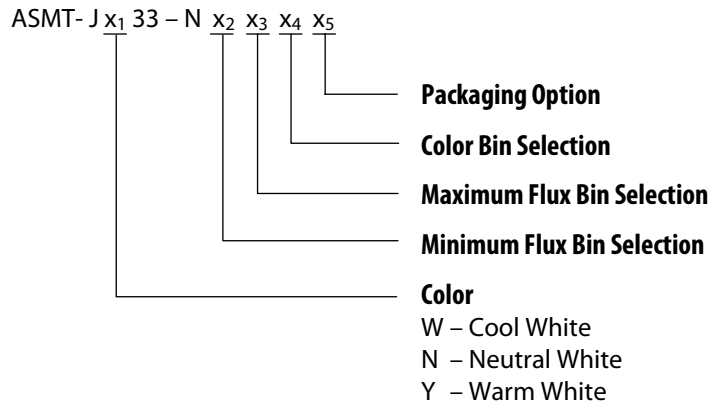 ASMT- J x1 33 – N x2 x3 x4 x5
Packaging Option
Color Bin Selection
Maximum Flux Bin Selection
Minimum Flux Bin Selection
Color
W – Cool White
N – Neutral White
Y – Warm White